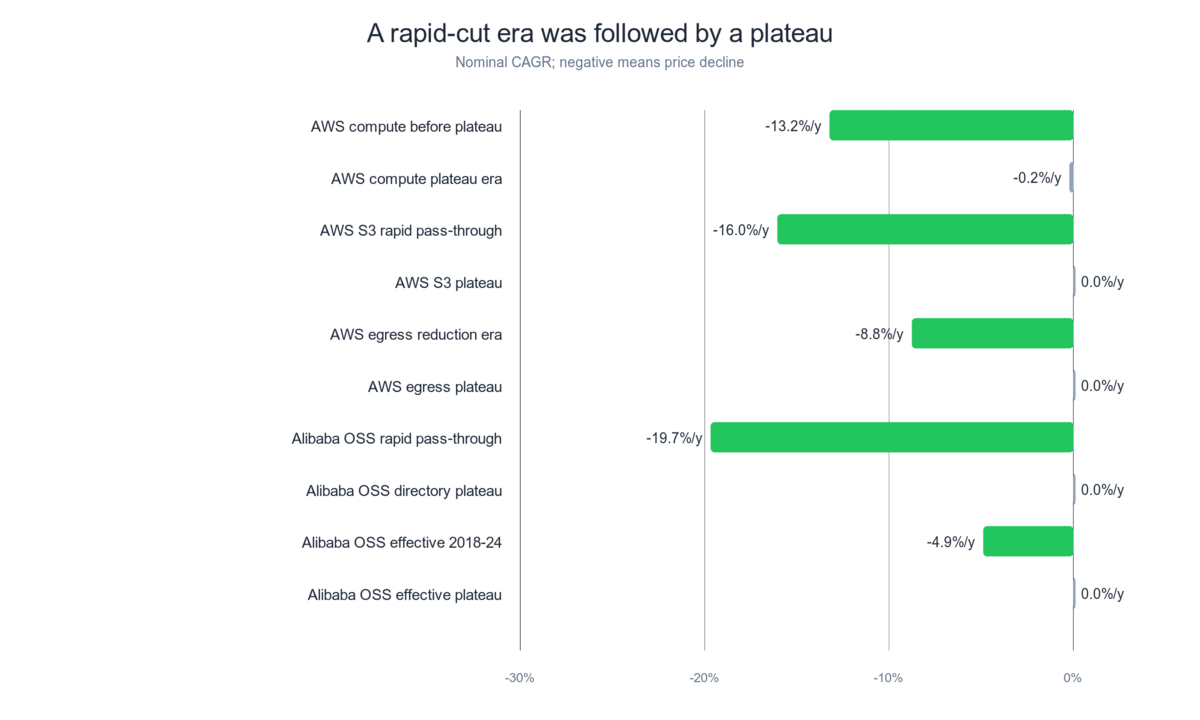 A rapid-cut era was followed by a plateau
Nominal CAGR; negative means price decline
AWS compute before plateau -13.2%/y
AWS compute plateau era -0.2%/y
AWS S3 rapid pass-through -16.0%/y
AWS S3 plateau 0.0%/y
AWS egress reduction era -8.8%/y
AWS egress plateau 0.0%/y
Alibaba OSS rapid pass-through -19.7%/y
Alibaba OSS directory plateau 0.0%/y
Alibaba OSS effective 2018-24 -4.9%/y
Alibaba OSS effective plateau 0.0%/y
-30% -20% -10% 0%